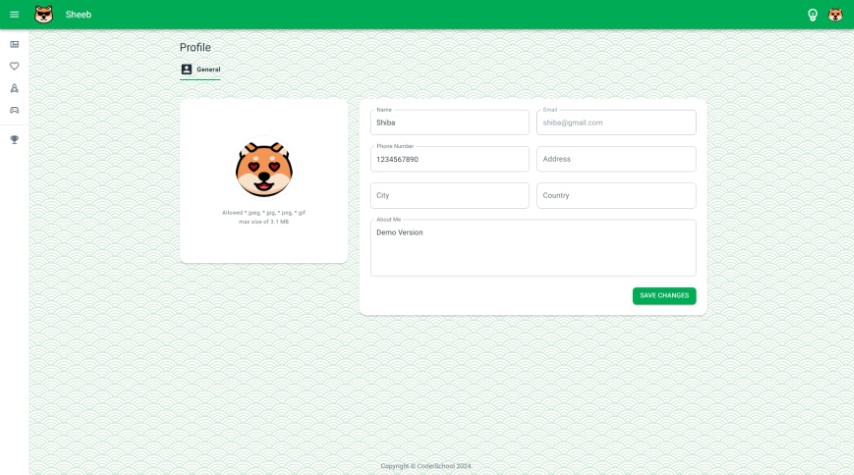 Sheeb
Profile
General
Allowed *.jpeg, *.jpg, *.png, *.gif
max size of 3.1 MB
Name
Shiba
Email
shiba@gmail.com
Phone Number
1234567890
Address
City
Country
About Me
Demo Version
SAVE CHANGES
Copyright © CoderSchool 2024.